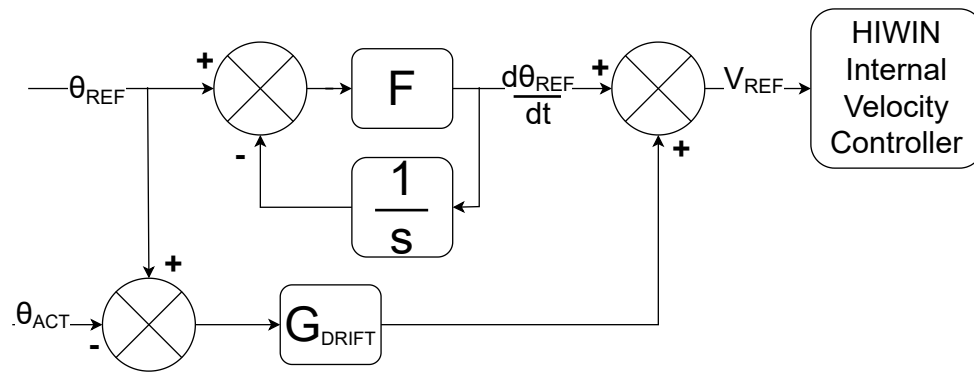 +
θREF
-
F
dθREF
dt
+
VREF
HIWIN
Internal
Velocity
Controller
-
1
s
+
+
θACT
-
GDRIFT